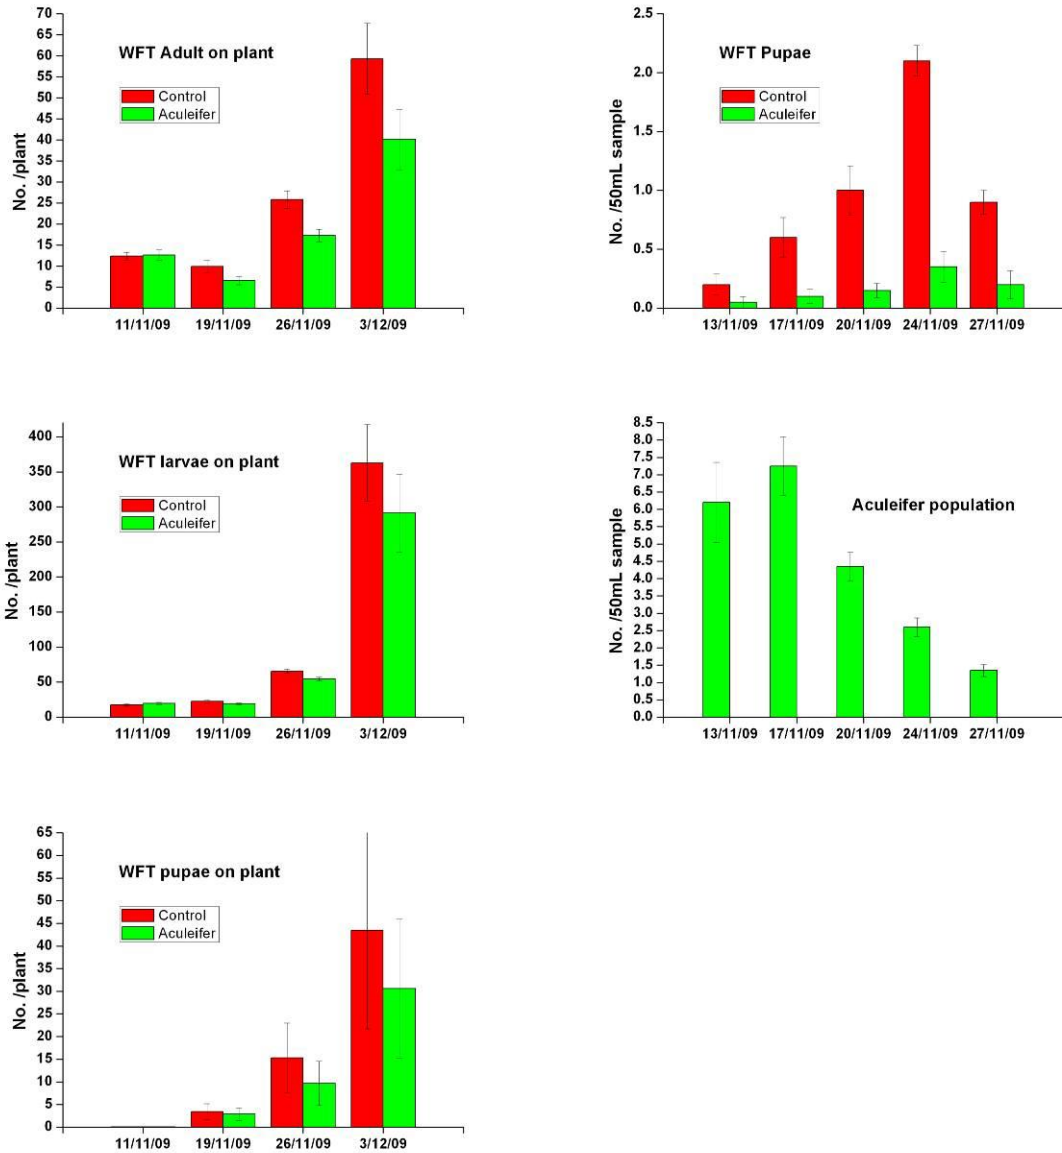 WFT Adult on plant
Control
Aculeifer
No. /plant
70
65
60
55
50
45
40
35
30
25
20
15
10
5
0
11/11/09 19/11/09 26/11/09 3/12/09
WFT Pupae
Control
Aculeifer
No. /50mL sample
2.5
2.0
1.5
1.0
0.5
0.0
13/11/09 17/11/09 20/11/09 24/11/09 27/11/09
WFT larvae on plant
Control
Aculeifer
No. /plant
400
350
300
250
200
150
100
50
0
11/11/09 19/11/09 26/11/09 3/12/09
Aculeifer population
No. /50mL sample
8.5
8.0
7.5
7.0
6.5
6.0
5.5
5.0
4.5
4.0
3.5
3.0
2.5
2.0
1.5
1.0
0.5
0.0
13/11/09 17/11/09 20/11/09 24/11/09 27/11/09
WFT pupae on plant
Control
Aculeifer
No. /plant
65
60
55
50
45
40
35
30
25
20
15
10
5
0
11/11/09 19/11/09 26/11/09 3/12/09